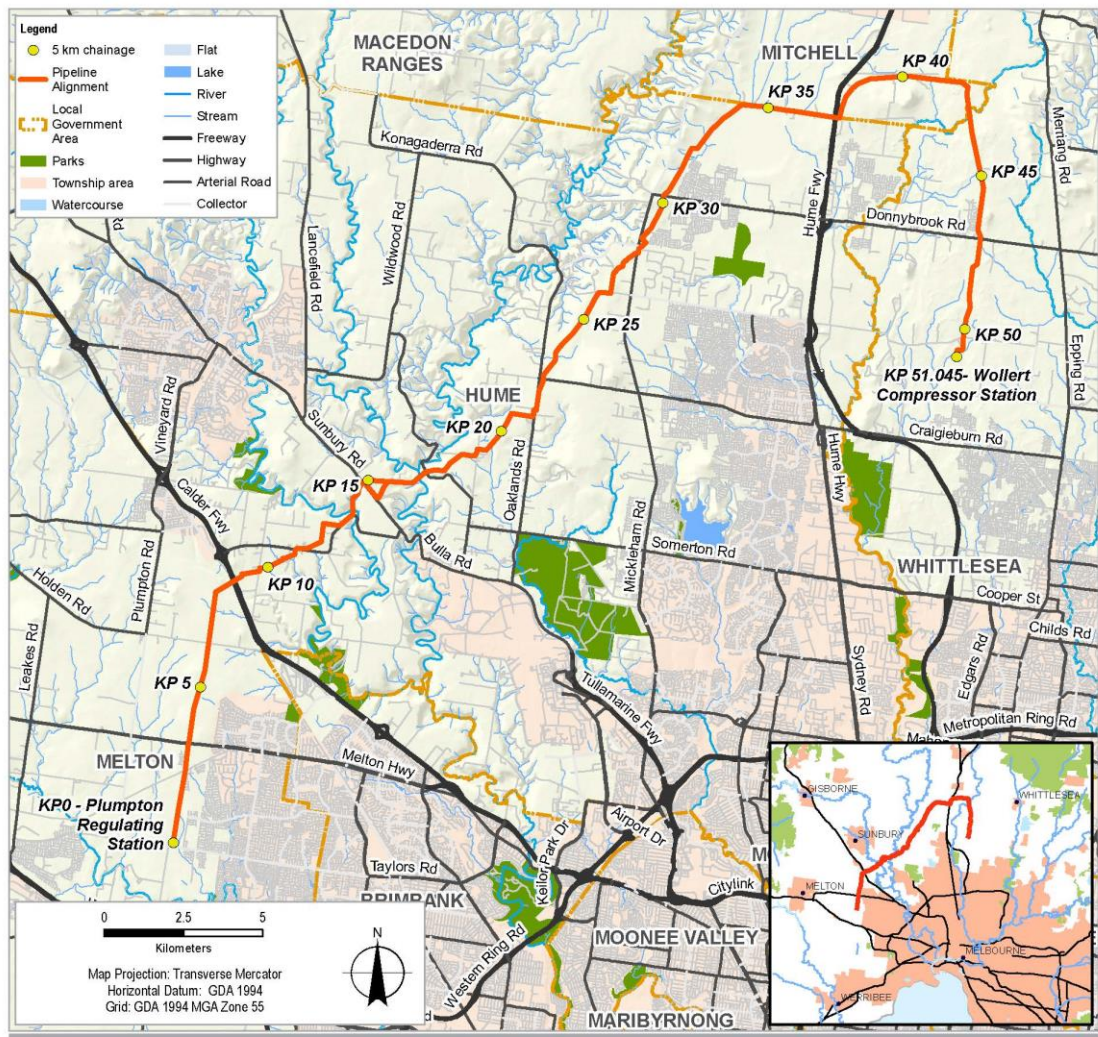 Legend
5 km chainage
Pipeline
Alignment
Local
Government
Area
Parks
Township area
Watercourse
Flat
Lake
River
Stream
Freeway
Highway
Arterial Road
Collector
MACEDON
RANGES
MITCHELL
KP 40
KP 35
Konagaderra Rd
Merriang Rd
KP 45
Lancefield Rd
Wildwood Rd
KP 30
Hume Fwy
Donnybrook Rd
KP 25
KP 50
KP 51.045- Wollert
Compressor Station
Epping Rd
Vineyard Rd
HUME
Sunbury Rd
KP 20
Craigieburn Rd
Hume Hwy
KP 15
Oaklands Rd
Calder Fwy
Mickleham Rd
Bulla Rd
Somerton Rd
WHITTLESEA
Plumpton Rd
KP 10
Holden Rd
Cooper St
Childs Rd
Leakes Rd
KP 5
Edgars Rd
Sydney Rd
Tullamarine Fwy
Metropolitan Ring Rd
MELTON
Melton Hwy
KP0 - Plumpton
Regulating
Station
Airport Dr
Keilor Park Dr
Taylors Rd
Citylink
BRIMBANK
MOONEE VALLEY
Western Ring Rd
MARIBYRNONG
GISBORNE
WHITTLESEA
SUNBURY
MELTON
MELBOURNE
WERRIBEE
0 2.5 5
Kilometers
N
Map Projection: Transverse Mercator
Horizontal Datum: GDA 1994
Grid: GDA 1994 MGA Zone 55